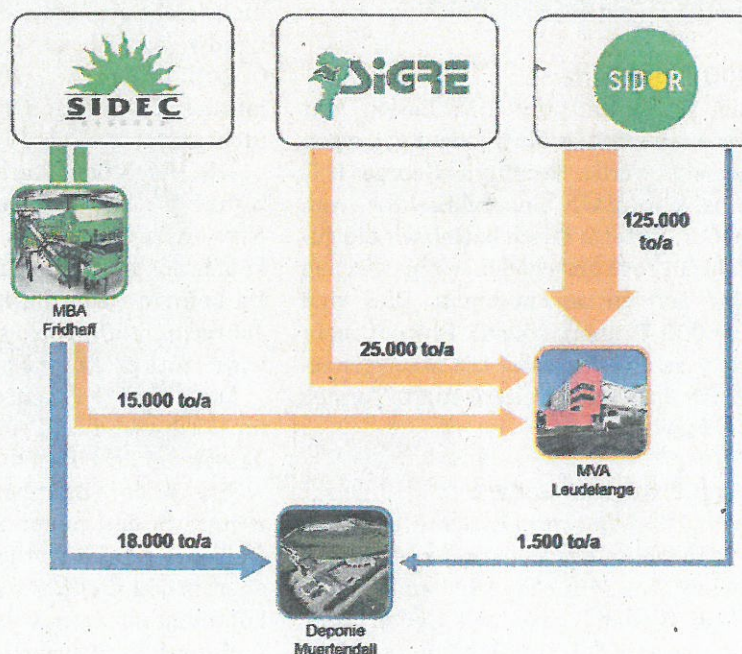 SIDEC
SiGRE
SIDOR
125.000
to/a
MBA
Fridhaff
25.000 to/a
15.000 to/a
MVA
Leudelange
18.000 to/a
1.500 to/a
Deponie
Muertendall